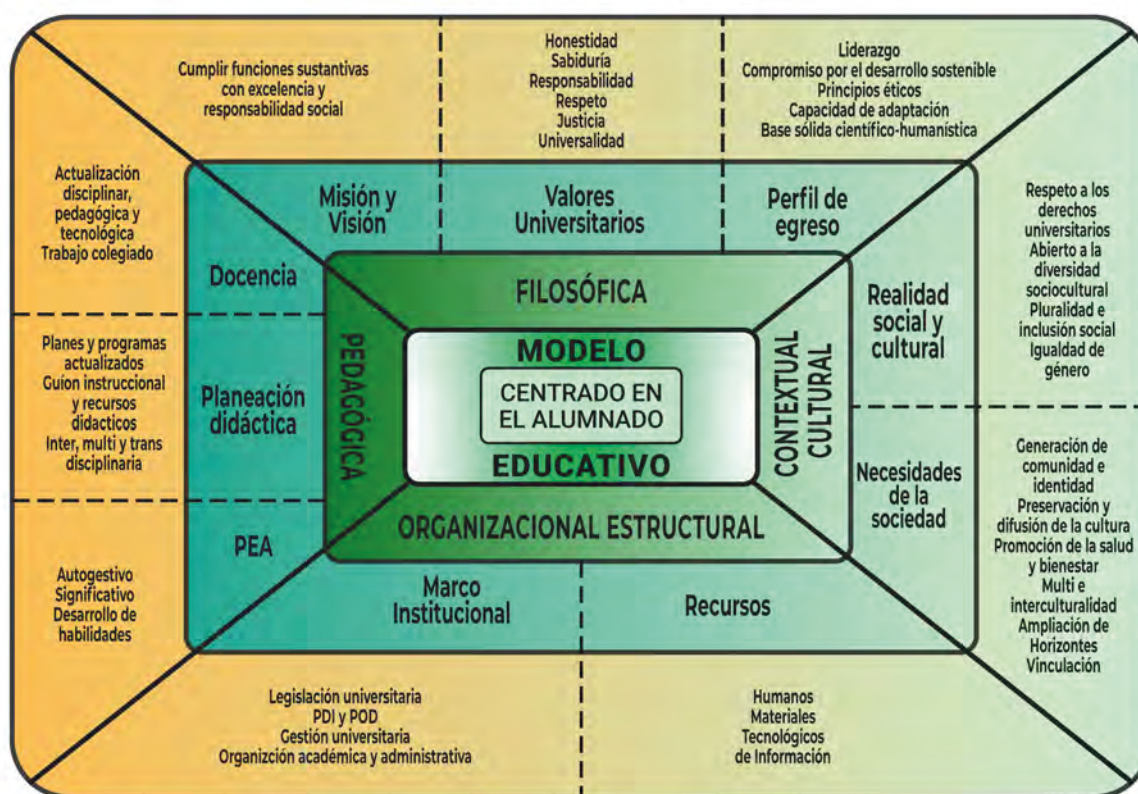 Cumplir funciones sustantivas
con excelencia y
responsabilidad social
Honestidad
Sabiduría
Responsabilidad
Respeto
Justicia
Universalidad
Liderazgo
Compromiso por el desarrollo sostenible
Principios éticos
Capacidad de adaptación
Base sólida científico-humanística
Actualización
disciplinar,
pedagógica y
tecnológica
Trabajo colegiado
Planes y programas
actualizados
Guíon instruccional
y recursos
didacticos
Inter, multi y trans
disciplinaria
Autogestivo
Significativo
Desarrollo de
habilidades
Misión y
Visión
Valores
Universitarios
Perfil de
egreso
Docencia
Planeación
didáctica
PEA
FILOSÓFICA
PEDAGÓGICA
MODELO
CENTRADO EN
EL ALUMNADO
EDUCATIVO
CONTEXTUAL
CULTURAL
ORGANIZACIONAL ESTRUCTURAL
Realidad
social y
cultural
Necesidades
de la
sociedad
Marco
Institucional
Recursos
Respeto a los
derechos
universitarios
Abierto a la
diversidad
sociocultural
Pluralidad e
inclusión social
Igualdad de
género
Generación de
comunidad e
identidad
Preservación y
difusión de la cultura
Promoción de la salud
y bienestar
Multi e
interculturalidad
Ampliación de
Horizontes
Vinculación
Legislación universitaria
PDI y POD
Gestión universitaria
Organizción académica y administrativa
Humanos
Materiales
Tecnológicos
de Información